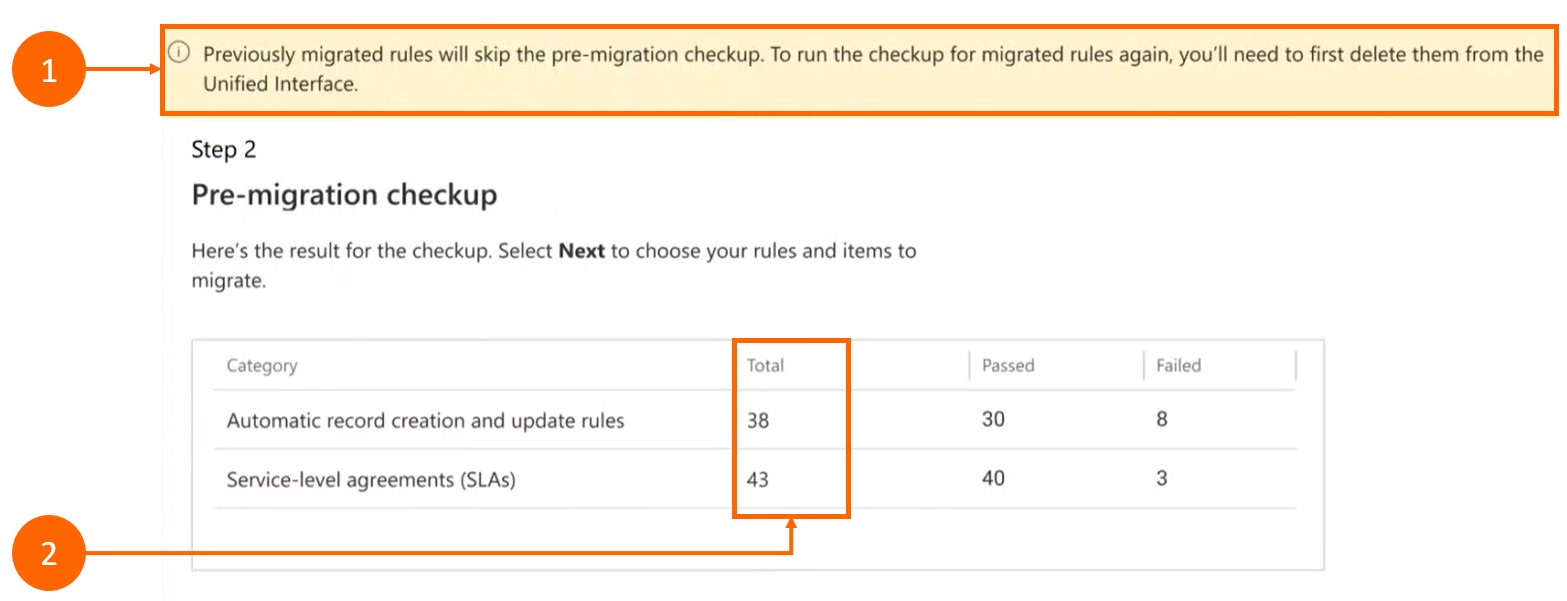 1
Previously migrated rules will skip the pre-migration checkup. To run the checkup for migrated rules again, you’ll need to first delete them from the
Unified Interface.
Step 2
Pre-migration checkup
Here’s the result for the checkup. Select Next to choose your rules and items to
migrate.
Category Total Passed Failed
Automatic record creation and update rules 38 30 8
Service-level agreements (SLAs) 43 40 3
2